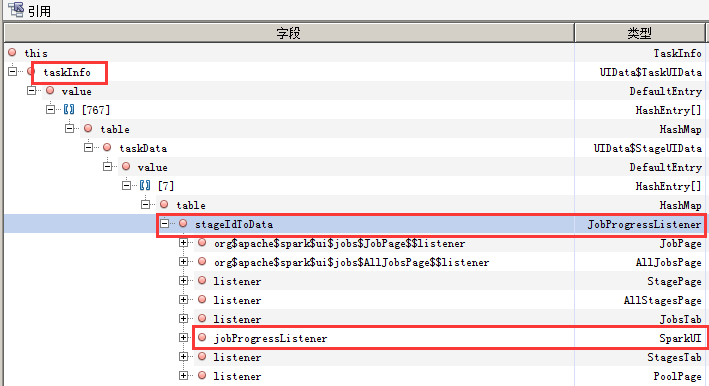 引用
字段 类型
this TaskInfo
taskInfo UIData$TaskUIData
value DefaultEntry
[767] HashEntry[]
table HashMap
taskData UIData$StageUIData
value DefaultEntry
[7] HashEntry[]
table HashMap
stageIdToData JobProgressListener
org$apache$spark$ui$jobs$JobPage$$listener JobPage
org$apache$spark$ui$jobs$AllJobsPage$$listener AllJobsPage
listener StagePage
listener AllStagesPage
listener JobsTab
jobProgressListener SparkUI
listener StagesTab
listener PoolPage